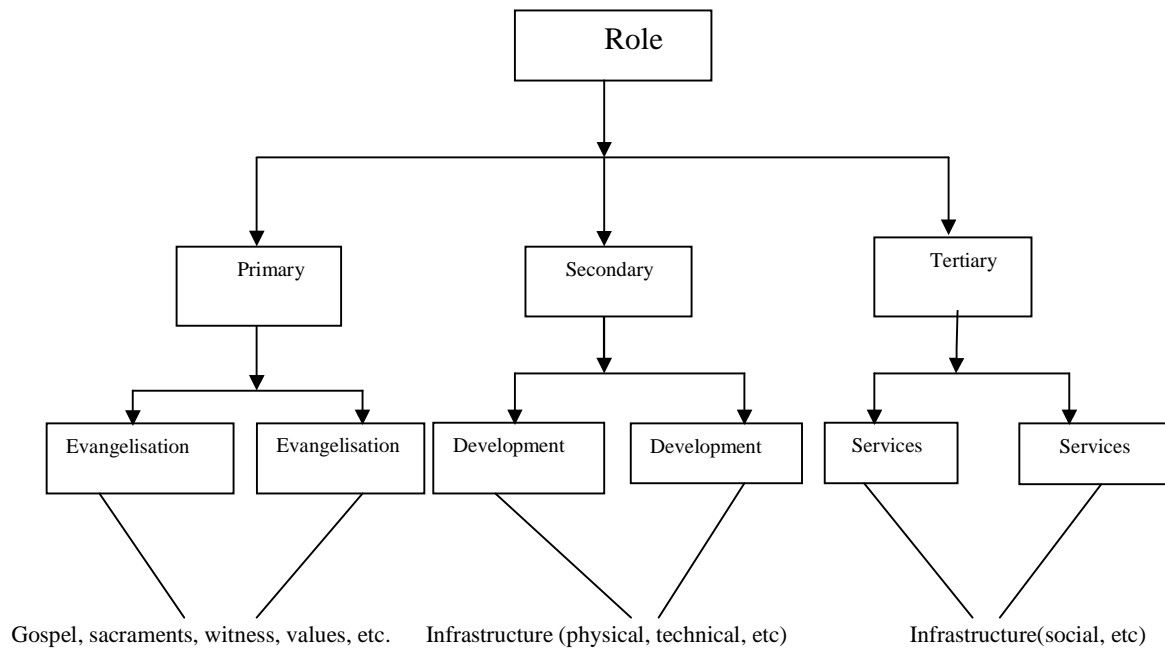 Role
Primary
Secondary
Tertiary
Evangelisation
Evangelisation
Development
Development
Services
Services
Gospel, sacraments, witness, values, etc.
Infrastructure (physical, technical, etc)
Infrastructure(social, etc)